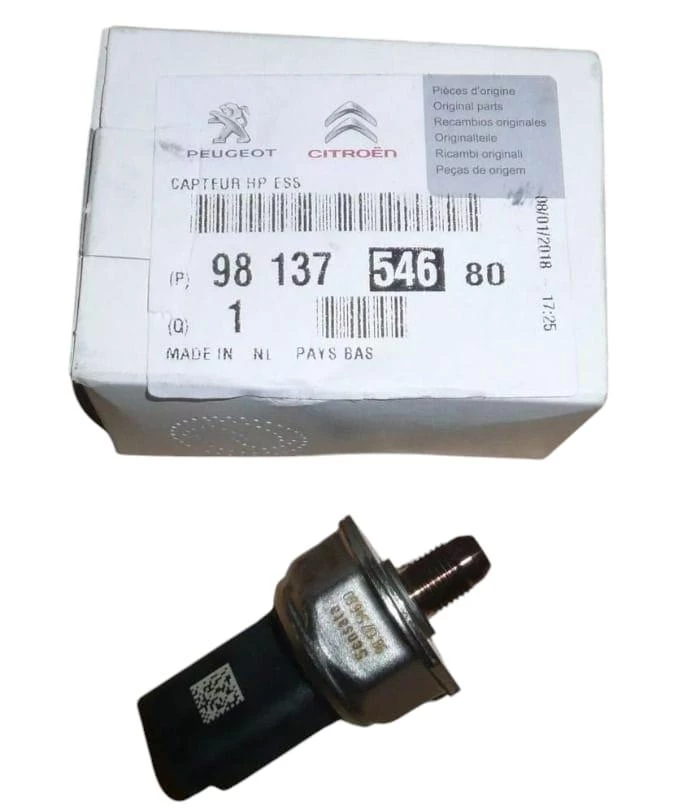 PEUGEOT
CITROËN
Pièces d'origine
Original parts
Recambios originales
Originalteile
Ricambi originali
Peças de origem
CAPTEUR HP ESS
08/01/2018 - 17:25
(P) 98 137 546 80
(Q) 1
MADE IN NL PAYS BAS
Sensata